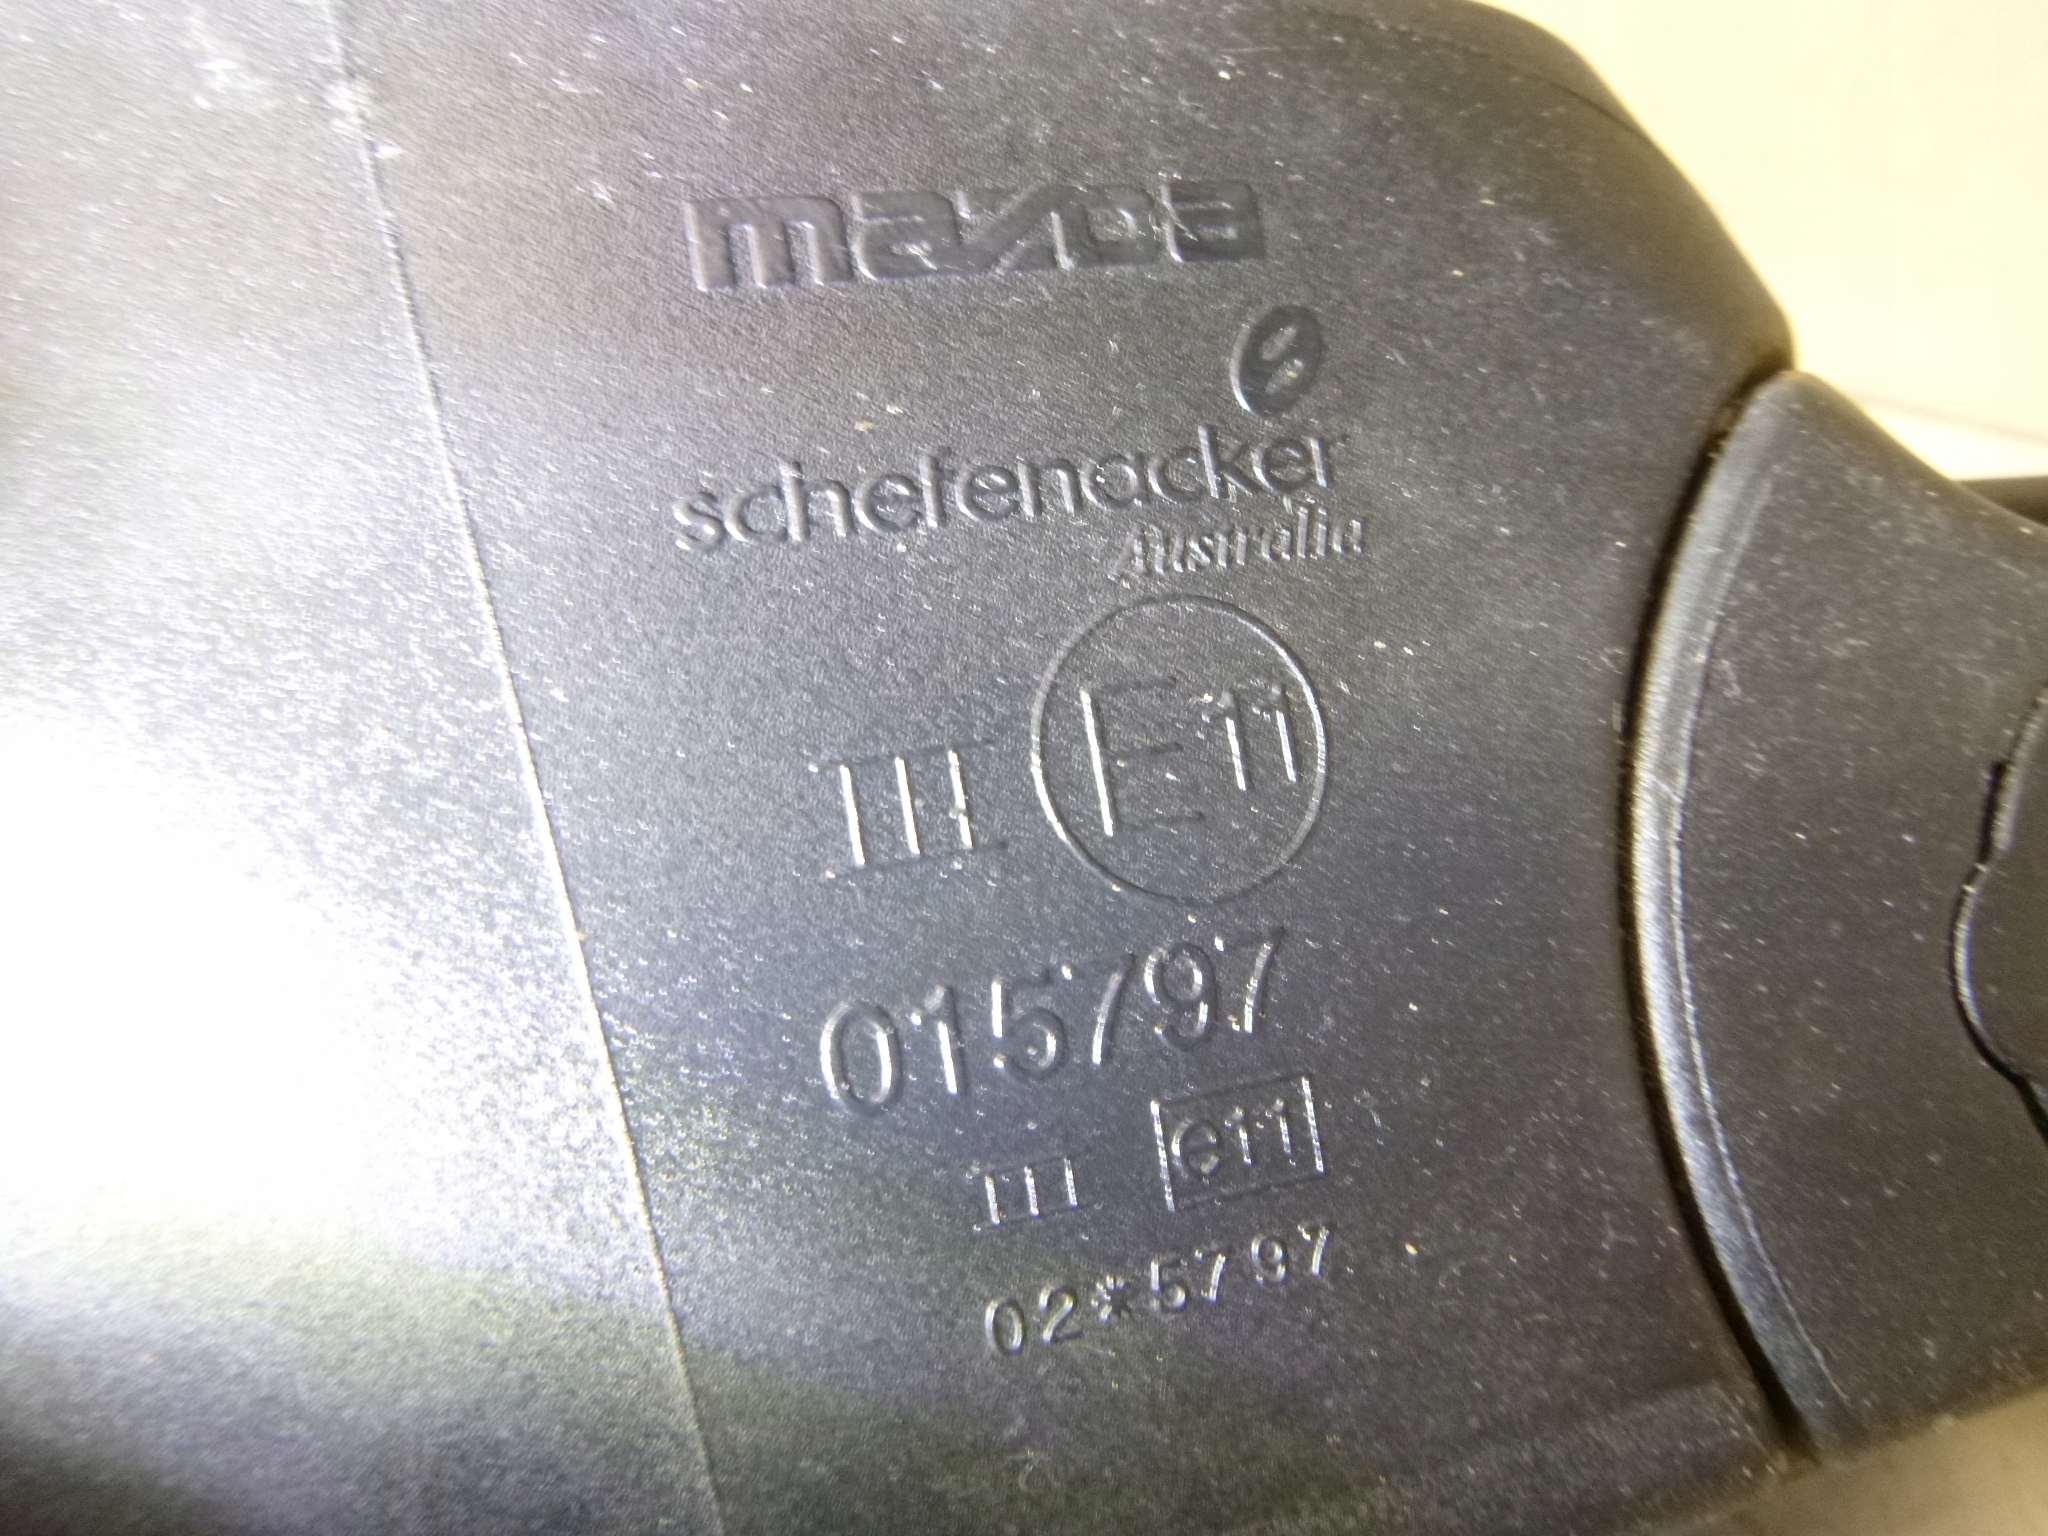 mazda
S
schefenacker
Australia
III E11
015797
III e11
02*5797